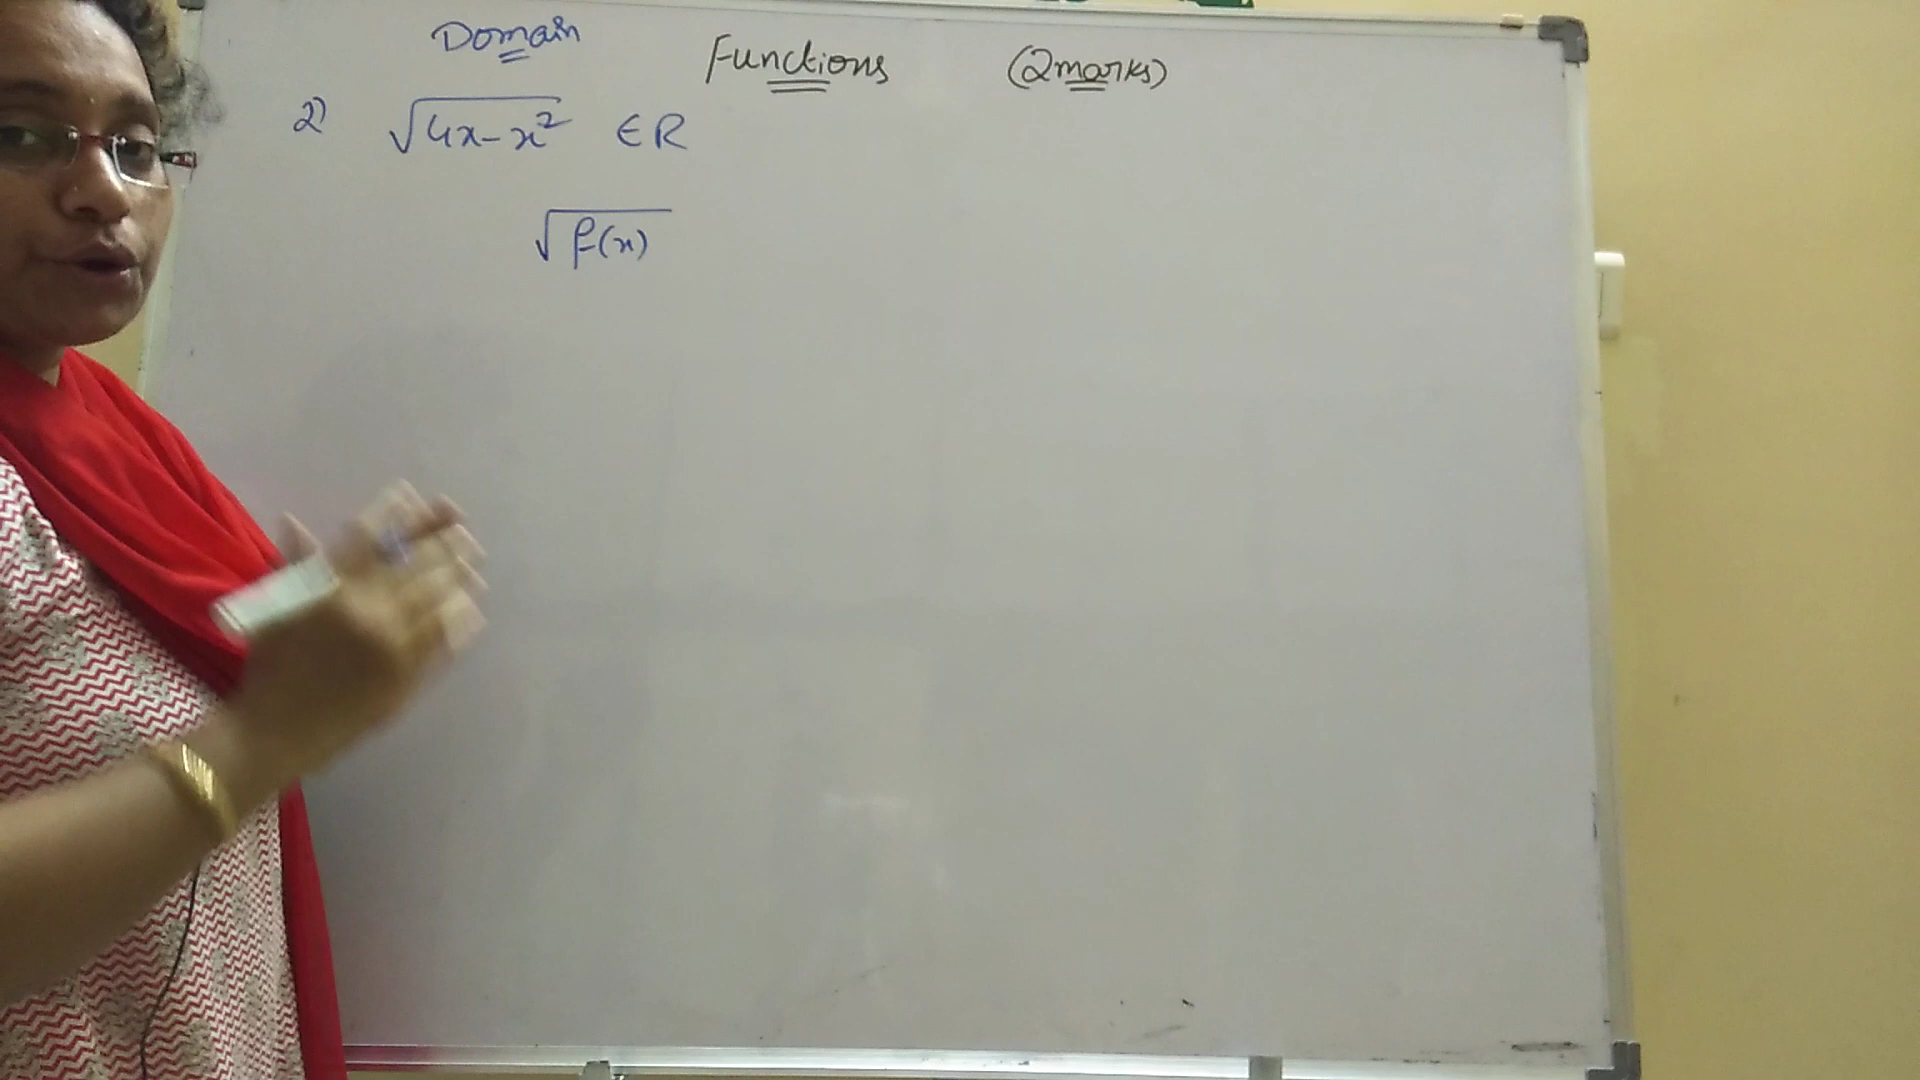 Domain
Functions (2marks)
2) √4x-x² ∈ R
√f(x)